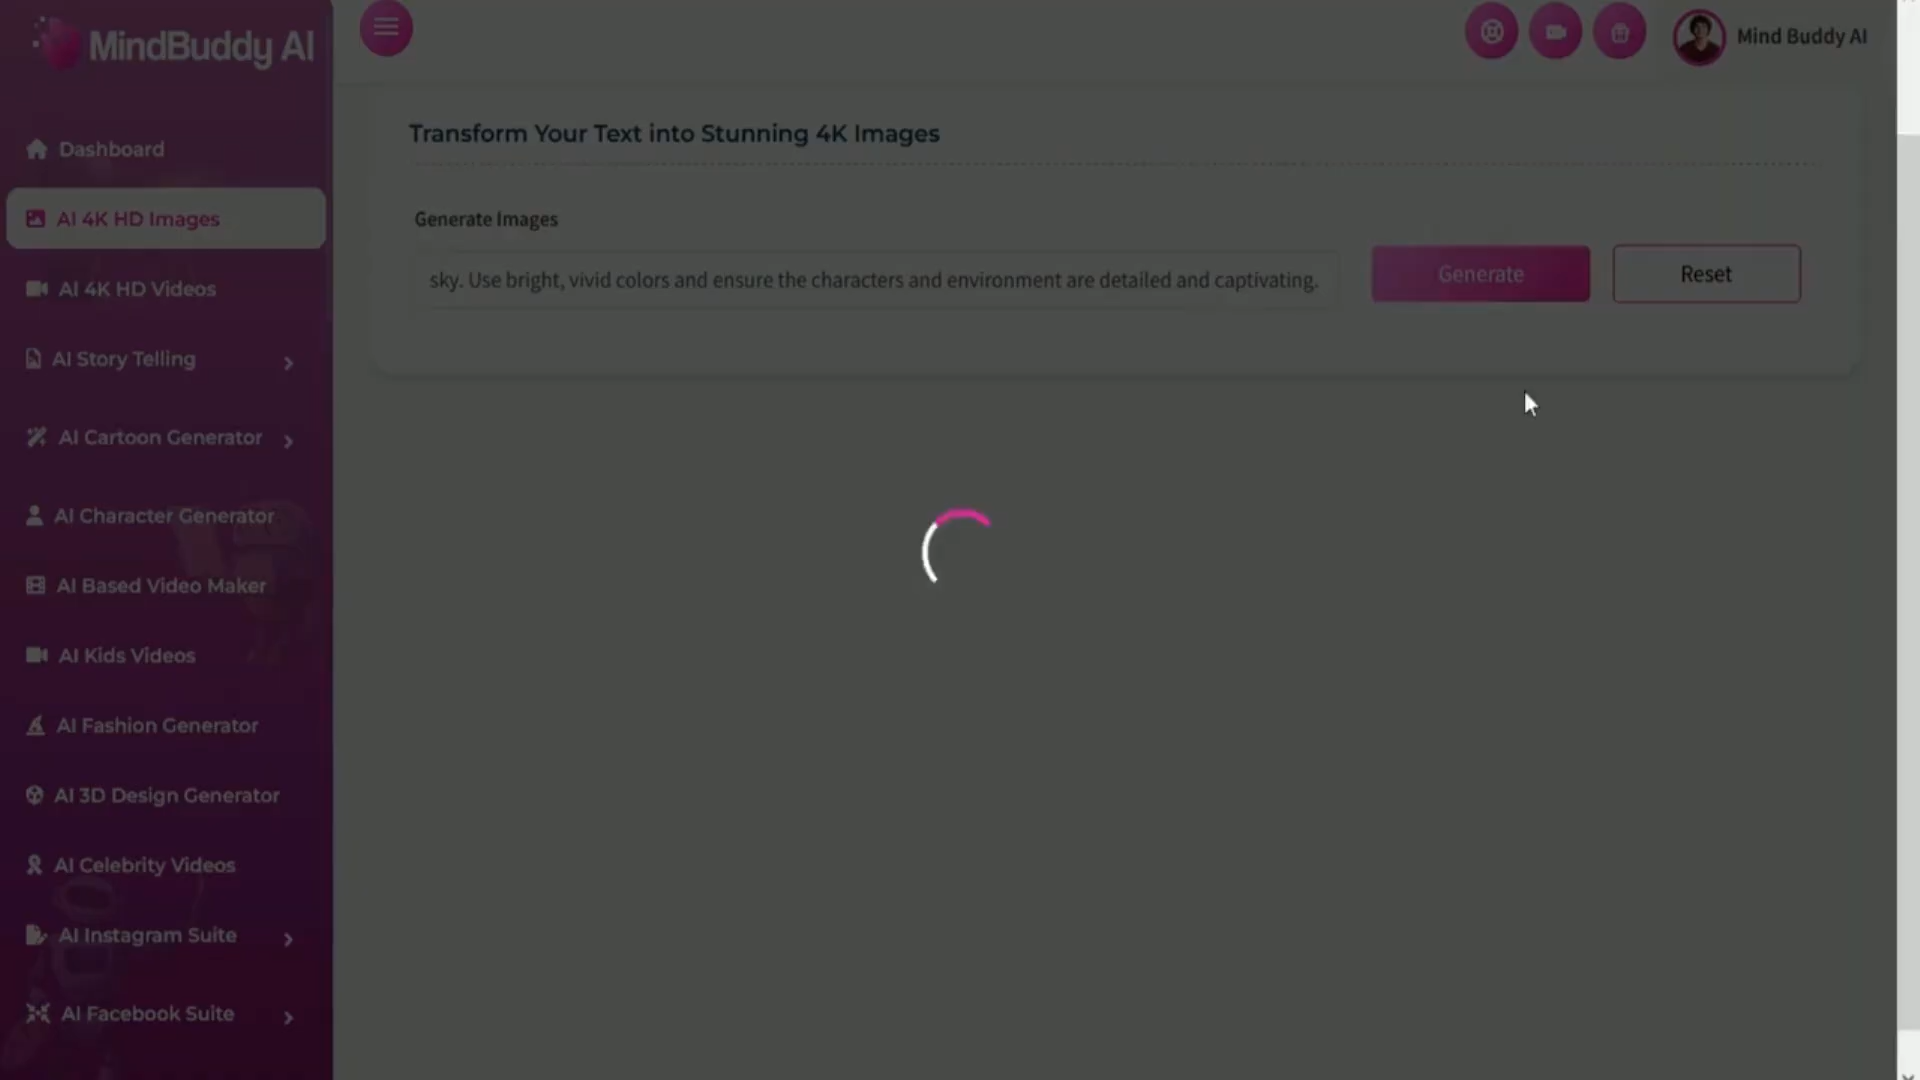 MindBuddy AI
Mind Buddy AI
Dashboard
AI 4K HD Images
AI 4K HD Videos
AI Story Telling
AI Cartoon Generator
AI Character Generator
AI Based Video Maker
AI Kids Videos
AI Fashion Generator
AI 3D Design Generator
AI Celebrity Videos
AI Instagram Suite
AI Facebook Suite
Transform Your Text into Stunning 4K Images
Generate Images
sky. Use bright, vivid colors and ensure the characters and environment are detailed and captivating.
Generate
Reset